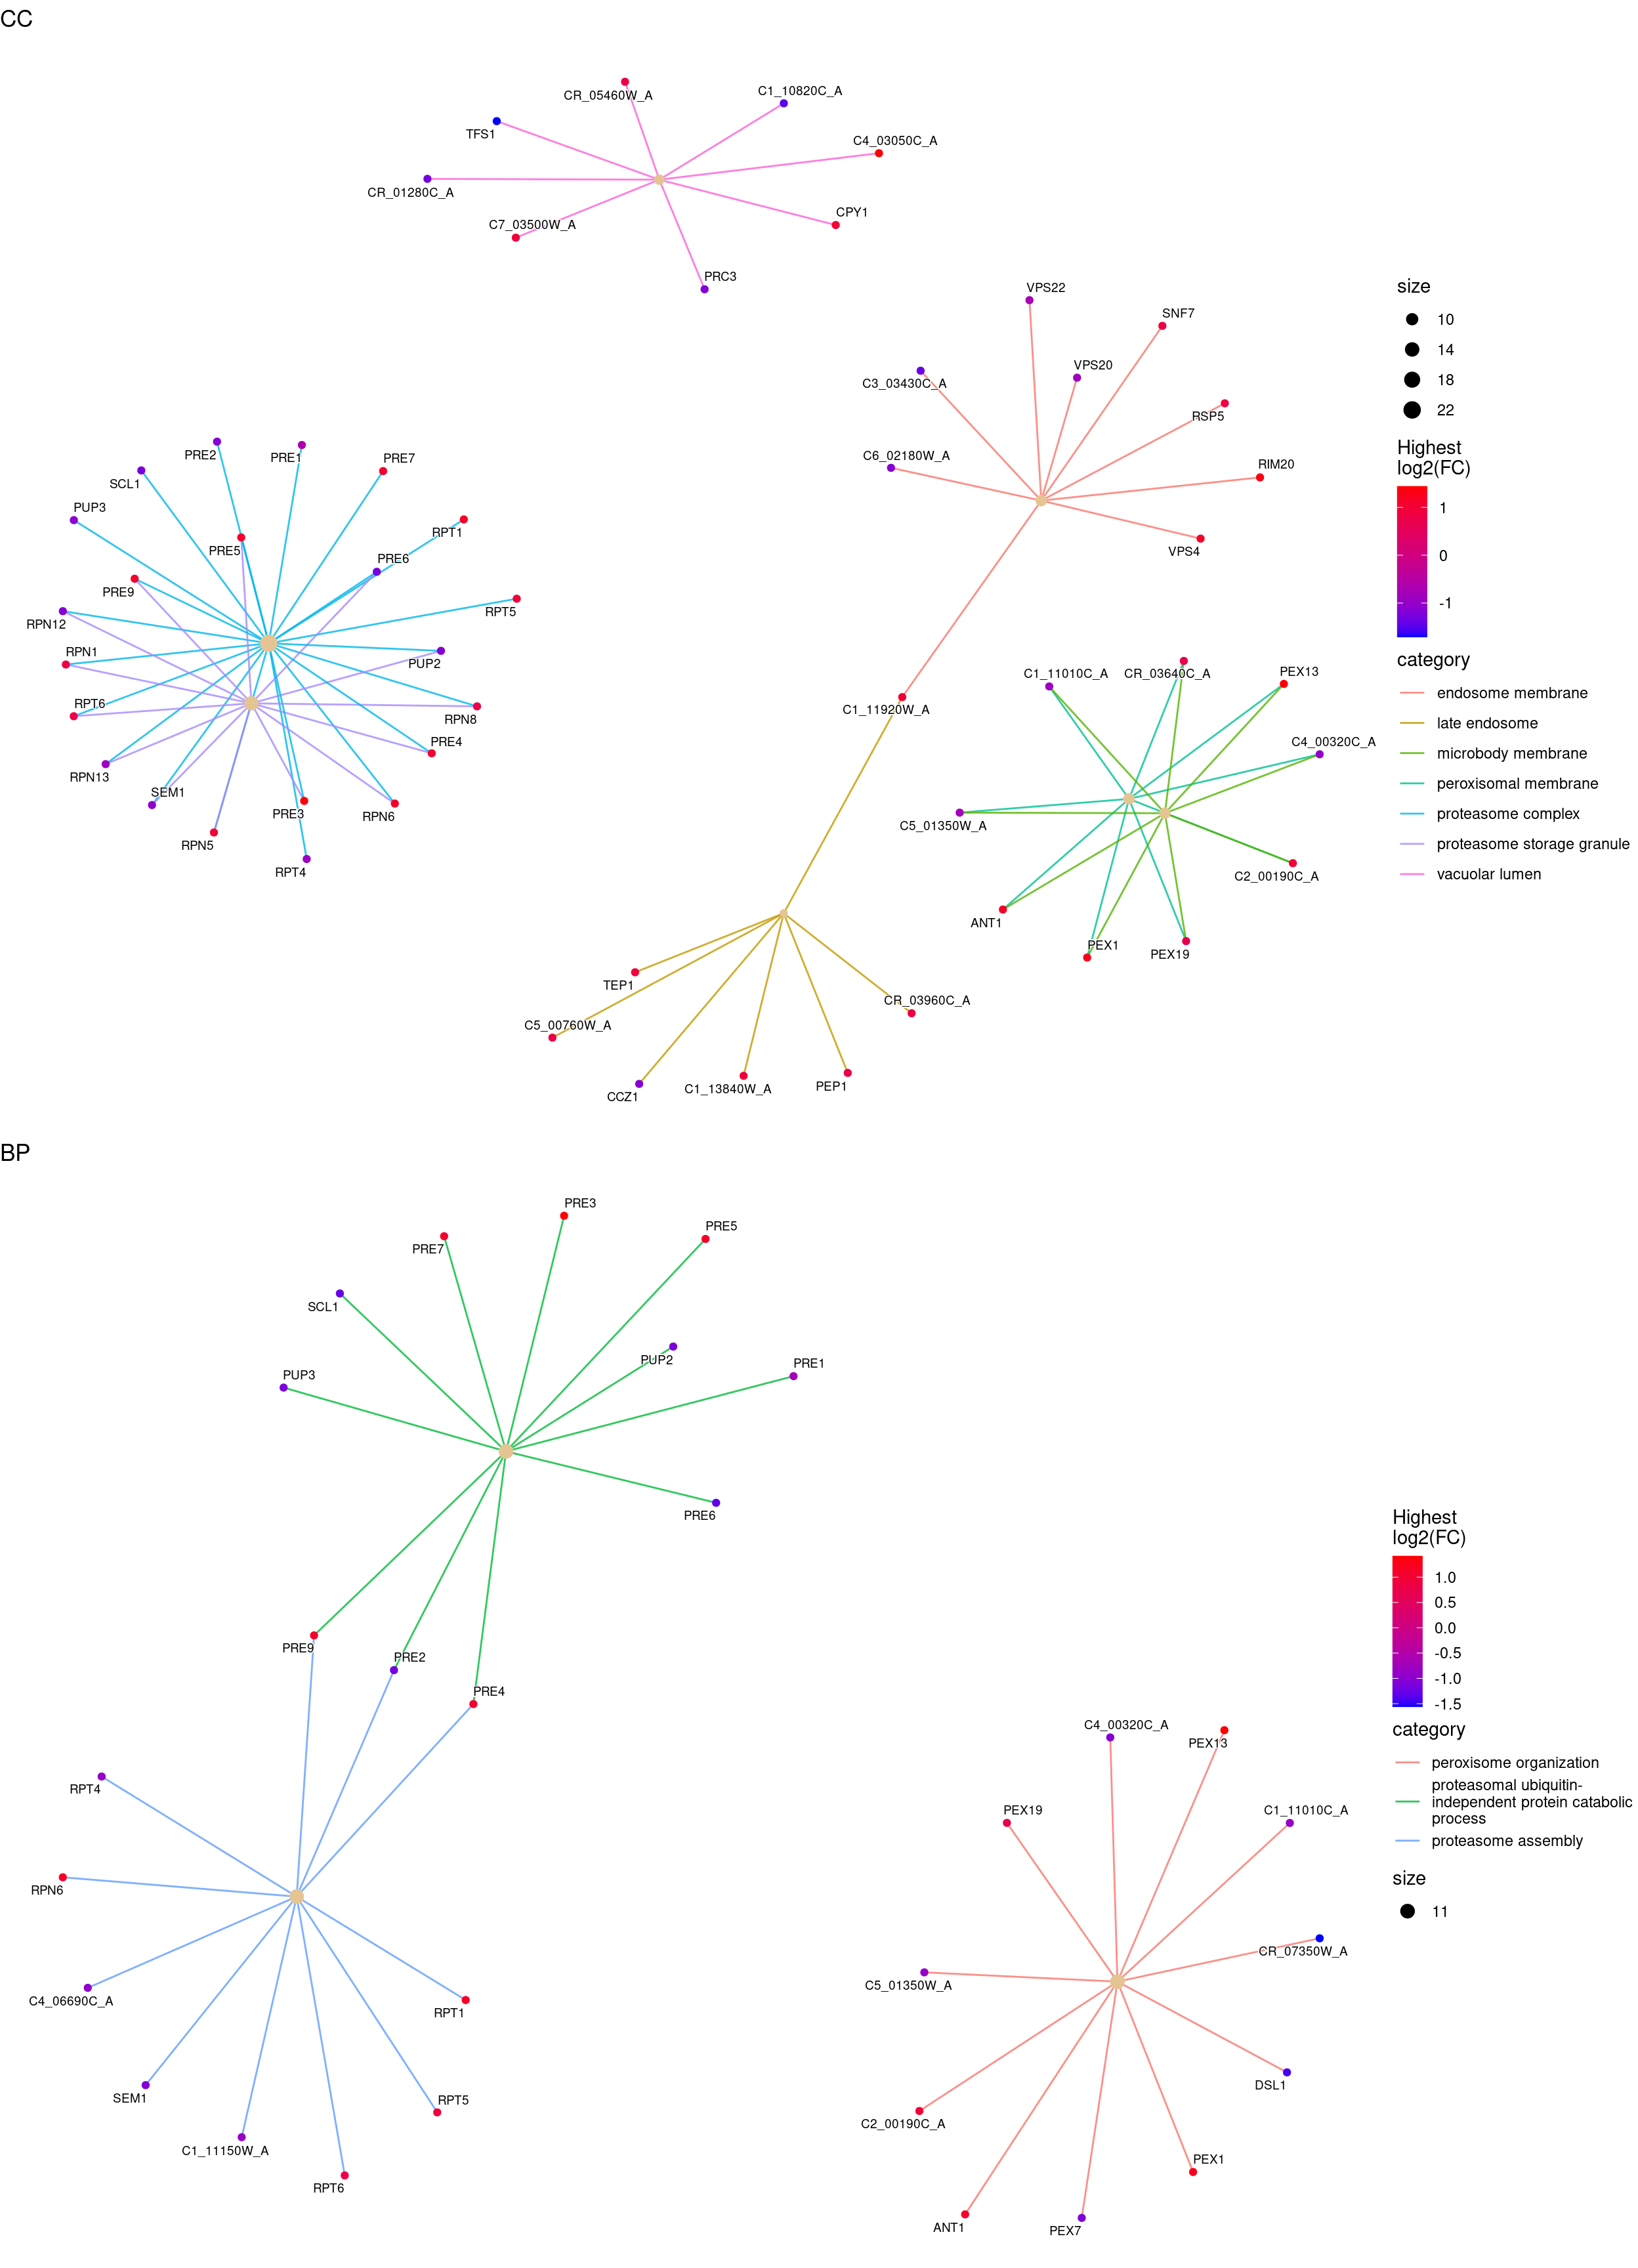 CC
CR_05460W_A
C1_10820C_A
TFS1
C4_03050C_A
CR_01280C_A
C7_03500W_A
CPY1
PRC3
VPS22
SNF7
VPS20
C3_03430C_A
RSP5
C6_02180W_A
RIM20
VPS4
C1_11920W_A
PRE2
PRE1
PRE7
SCL1
PUP3
RPT1
PRE5
PRE6
PRE9
RPT5
RPN12
RPN1
PUP2
RPT6
RPN8
PRE4
RPN13
SEM1
PRE3
RPN6
RPN5
RPT4
C1_11010C_A
CR_03640C_A
PEX13
C4_00320C_A
C5_01350W_A
C2_00190C_A
ANT1
PEX1
PEX19
TEP1
CR_03960C_A
C5_00760W_A
CCZ1
C1_13840W_A
PEP1
size
10
14
18
22
Highest
log2(FC)
1
0
-1
category
endosome membrane
late endosome
microbody membrane
peroxisomal membrane
proteasome complex
proteasome storage granule
vacuolar lumen
BP
PRE3
PRE5
PRE7
SCL1
PUP2
PRE1
PUP3
PRE6
PRE9
PRE2
PRE4
RPT4
RPN6
C4_06690C_A
RPT1
SEM1
RPT5
C1_11150W_A
RPT6
C4_00320C_A
PEX13
PEX19
C1_11010C_A
CR_07350W_A
C5_01350W_A
DSL1
C2_00190C_A
PEX1
ANT1
PEX7
Highest
log2(FC)
1.0
0.5
0.0
-0.5
-1.0
-1.5
category
peroxisome organization
proteasomal ubiquitin-
independent protein catabolic
process
proteasome assembly
size
11